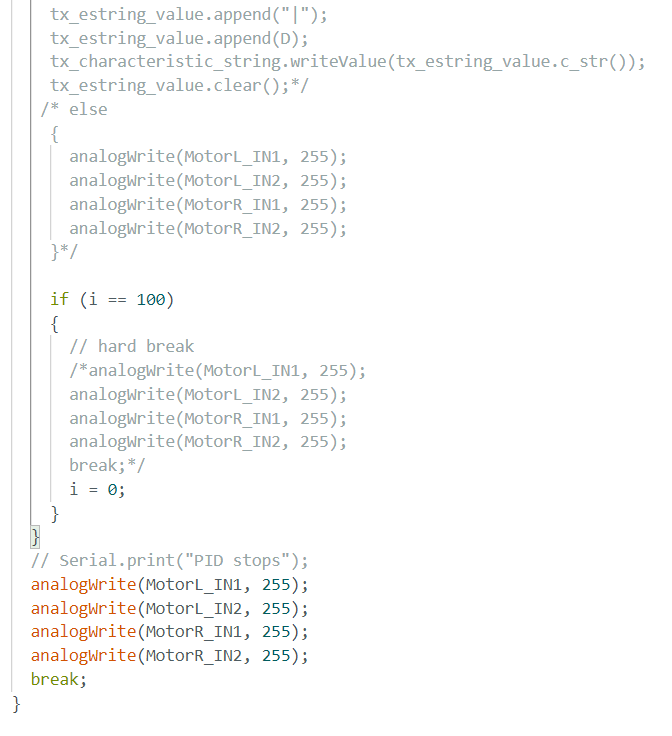 tx_estring_value.append("|");
tx_estring_value.append(D);
tx_characteristic_string.writeValue(tx_estring_value.c_str());
tx_estring_value.clear();*/
/* else
{
analogWrite(MotorL_IN1, 255);
analogWrite(MotorL_IN2, 255);
analogWrite(MotorR_IN1, 255);
analogWrite(MotorR_IN2, 255);
}*/
if (i == 100)
{
// hard break
/*analogWrite(MotorL_IN1, 255);
analogWrite(MotorL_IN2, 255);
analogWrite(MotorR_IN1, 255);
analogWrite(MotorR_IN2, 255);
break;*/
i = 0;
}
}
// Serial.print("PID stops");
analogWrite(MotorL_IN1, 255);
analogWrite(MotorL_IN2, 255);
analogWrite(MotorR_IN1, 255);
analogWrite(MotorR_IN2, 255);
break;
}